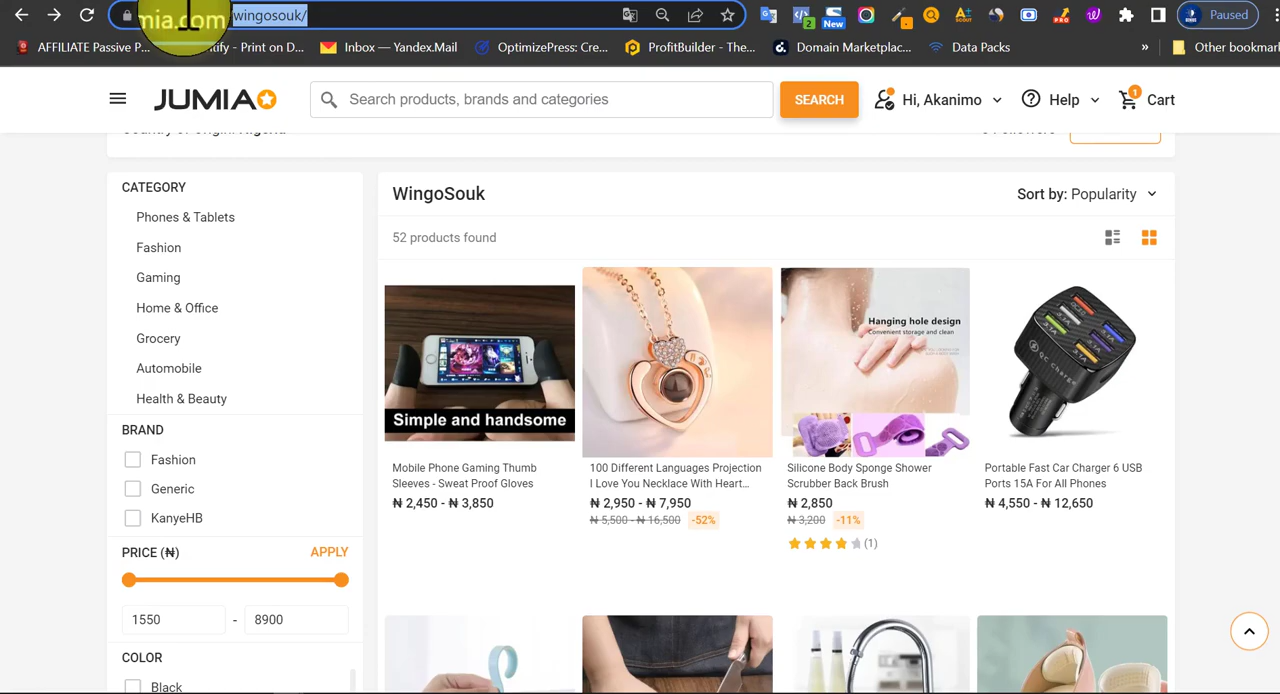 mia.com/wingosouk/
2
New
Paused
AFFILIATE Passive P...
tify - Print on D...
Inbox — Yandex.Mail
OptimizePress: Cre...
ProfitBuilder - The...
Domain Marketplac...
Data Packs
»
Other bookmar
JUMIA
Search products, brands and categories
SEARCH
Hi, Akanimo
Help
1
Cart
CATEGORY
Phones & Tablets
Fashion
Gaming
Home & Office
Grocery
Automobile
Health & Beauty
BRAND
Fashion
Generic
KanyeHB
PRICE (₦)
APPLY
1550 - 8900
COLOR
Black
WingoSouk
Sort by: Popularity
52 products found
Simple and handsome
Mobile Phone Gaming Thumb
Sleeves - Sweat Proof Gloves
₦ 2,450 - ₦ 3,850
100 Different Languages Projection
I Love You Necklace With Heart...
₦ 2,950 - ₦ 7,950
₦ 5,500 - ₦ 16,500 -52%
Hanging hole design
Convenient storage and clean
Silicone Body Sponge Shower
Scrubber Back Brush
₦ 2,850
₦ 3,200 -11%
(1)
QC CHARGE
Portable Fast Car Charger 6 USB
Ports 15A For All Phones
₦ 4,550 - ₦ 12,650